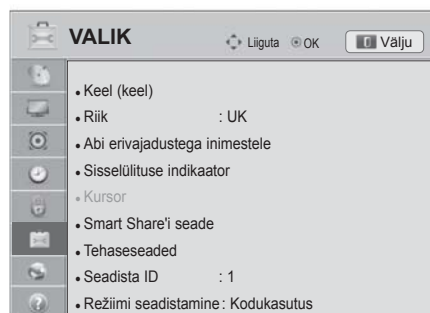 VALIK Liiguta OK Välju
• Keel (keel)
• Riik : UK
• Abi erivajadustega inimestele
• Sisselülituse indikaator
• Kursor
• Smart Share'i seade
• Tehaseseaded
• Seadista ID : 1
• Režiimi seadistamine : Kodukasutus